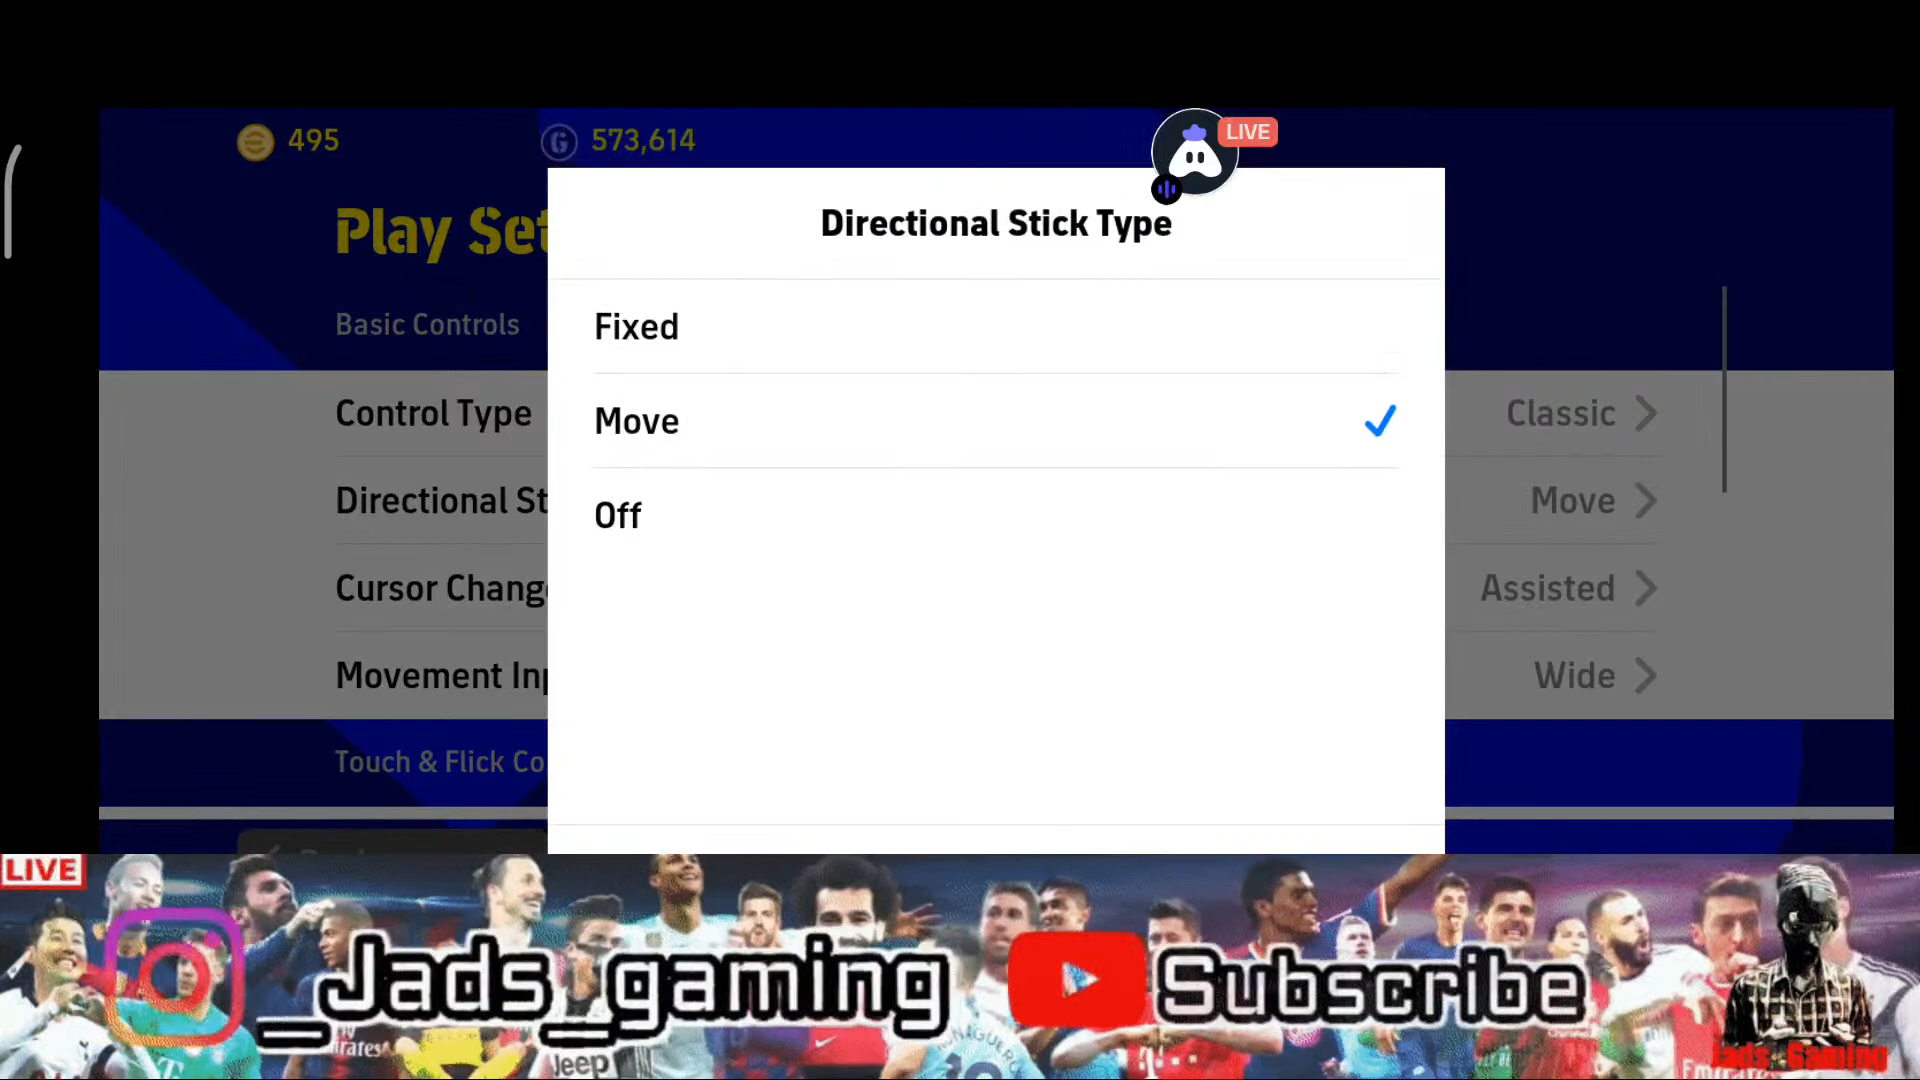 495
573,614
LIVE
Play Set
Directional Stick Type
Basic Controls
Fixed
Control Type
Move
Classic
Directional St
Move
Off
Cursor Chang
Assisted
Movement Inp
Wide
Touch & Flick Co
LIVE
_Jads_gaming
Subscribe
Jeep
Jads_Gaming